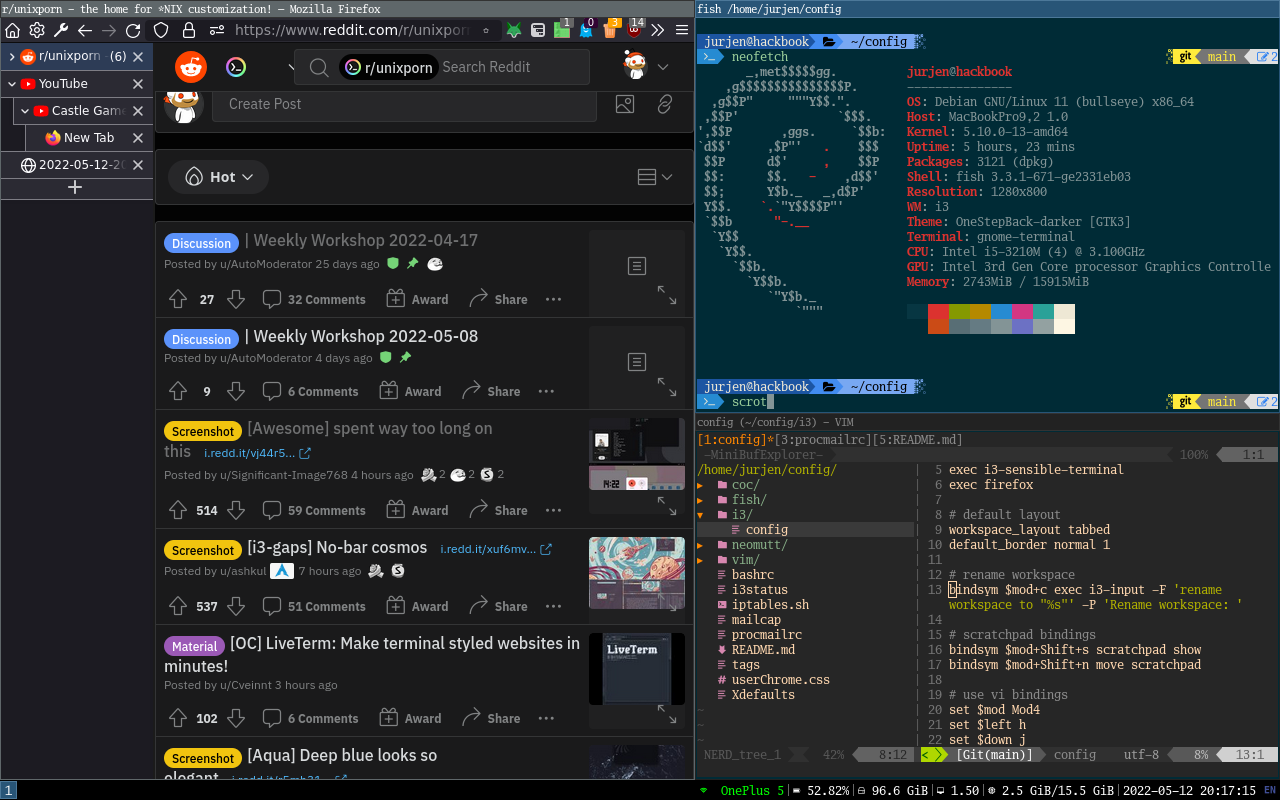 r/unixporn - the home for *NIX customization! — Mozilla Firefox
https://www.reddit.com/r/unixporn
1
0
3
14
r/unixporn - (6)
YouTube
Castle Game
New Tab
2022-05-12-20
r/unixporn
Search Reddit
Create Post
Hot
Discussion | Weekly Workshop 2022-04-17
Posted by u/AutoModerator 25 days ago
27 32 Comments Award Share
Discussion | Weekly Workshop 2022-05-08
Posted by u/AutoModerator 4 days ago
9 6 Comments Award Share
Screenshot [Awesome] spent way too long on
this i.redd.it/vj44r5...
Posted by u/Significant-Image768 4 hours ago 2 2 S 2
14:22
514 59 Comments Award Share
Screenshot [i3-gaps] No-bar cosmos i.redd.it/xuf6mv...
Posted by u/ashkul 7 hours ago S
537 51 Comments Award Share
Material [OC] LiveTerm: Make terminal styled websites in
minutes!
LiveTerm
Posted by u/Cveinnt 3 hours ago
102 6 Comments Award Share
Screenshot [Aqua] Deep blue looks so
elegant
fish /home/jurjen/config
jurjen@hackbook ~/config
>_ neofetch git main 2
_,met$$$$$gg.
,g$$$$$$$$$$$$$$$P.
,g$$P" """Y$$.".
,$$P' `$$$.
',$$P ,ggs. `$$b:
`d$$' ,$P"' . $$$
$$P d$' , $$P
$$: $$. - ,d$$'
$$; Y$b._ _,d$P'
Y$$. `.`"Y$$$$P"'
`$$b "-.__
`Y$$
`Y$$.
`$$b.
`Y$$b.
`"Y$b._
`"""
jurjen@hackbook
---------------
OS: Debian GNU/Linux 11 (bullseye) x86_64
Host: MacBookPro9,2 1.0
Kernel: 5.10.0-13-amd64
Uptime: 5 hours, 23 mins
Packages: 3121 (dpkg)
Shell: fish 3.3.1-671-ge2331eb03
Resolution: 1280x800
WM: i3
Theme: OneStepBack-darker [GTK3]
Terminal: gnome-terminal
CPU: Intel i5-3210M (4) @ 3.100GHz
GPU: Intel 3rd Gen Core processor Graphics Controlle
Memory: 2743MiB / 15915MiB
jurjen@hackbook ~/config
>_ scrot git main 2
config (~/config/i3) - VIM
[1:config]*[3:procmailrc][5:README.md]
-MiniBufExplorer- 100% 1:1
/home/jurjen/config/
coc/
fish/
i3/
config
neomutt/
vim/
bashrc
i3status
iptables.sh
mailcap
procmailrc
README.md
tags
userChrome.css
Xdefaults
~
~
~
NERD_tree_1 42% 8:12
5 exec i3-sensible-terminal
6 exec firefox
7
8 # default layout
9 workspace_layout tabbed
10 default_border normal 1
11
12 # rename workspace
13 bindsym $mod+c exec i3-input -F 'rename
workspace to "%s"' -P 'Rename workspace: '
14
15 # scratchpad bindings
16 bindsym $mod+Shift+s scratchpad show
17 bindsym $mod+Shift+n move scratchpad
18
19 # use vi bindings
20 set $mod Mod4
21 set $left h
22 set $down j
< > [Git(main)] config utf-8 8% 13:1
1
OnePlus 5 | 52.82% | 96.6 GiB | 1.50 | 2.5 GiB/15.5 GiB | 2022-05-12 20:17:15 EN